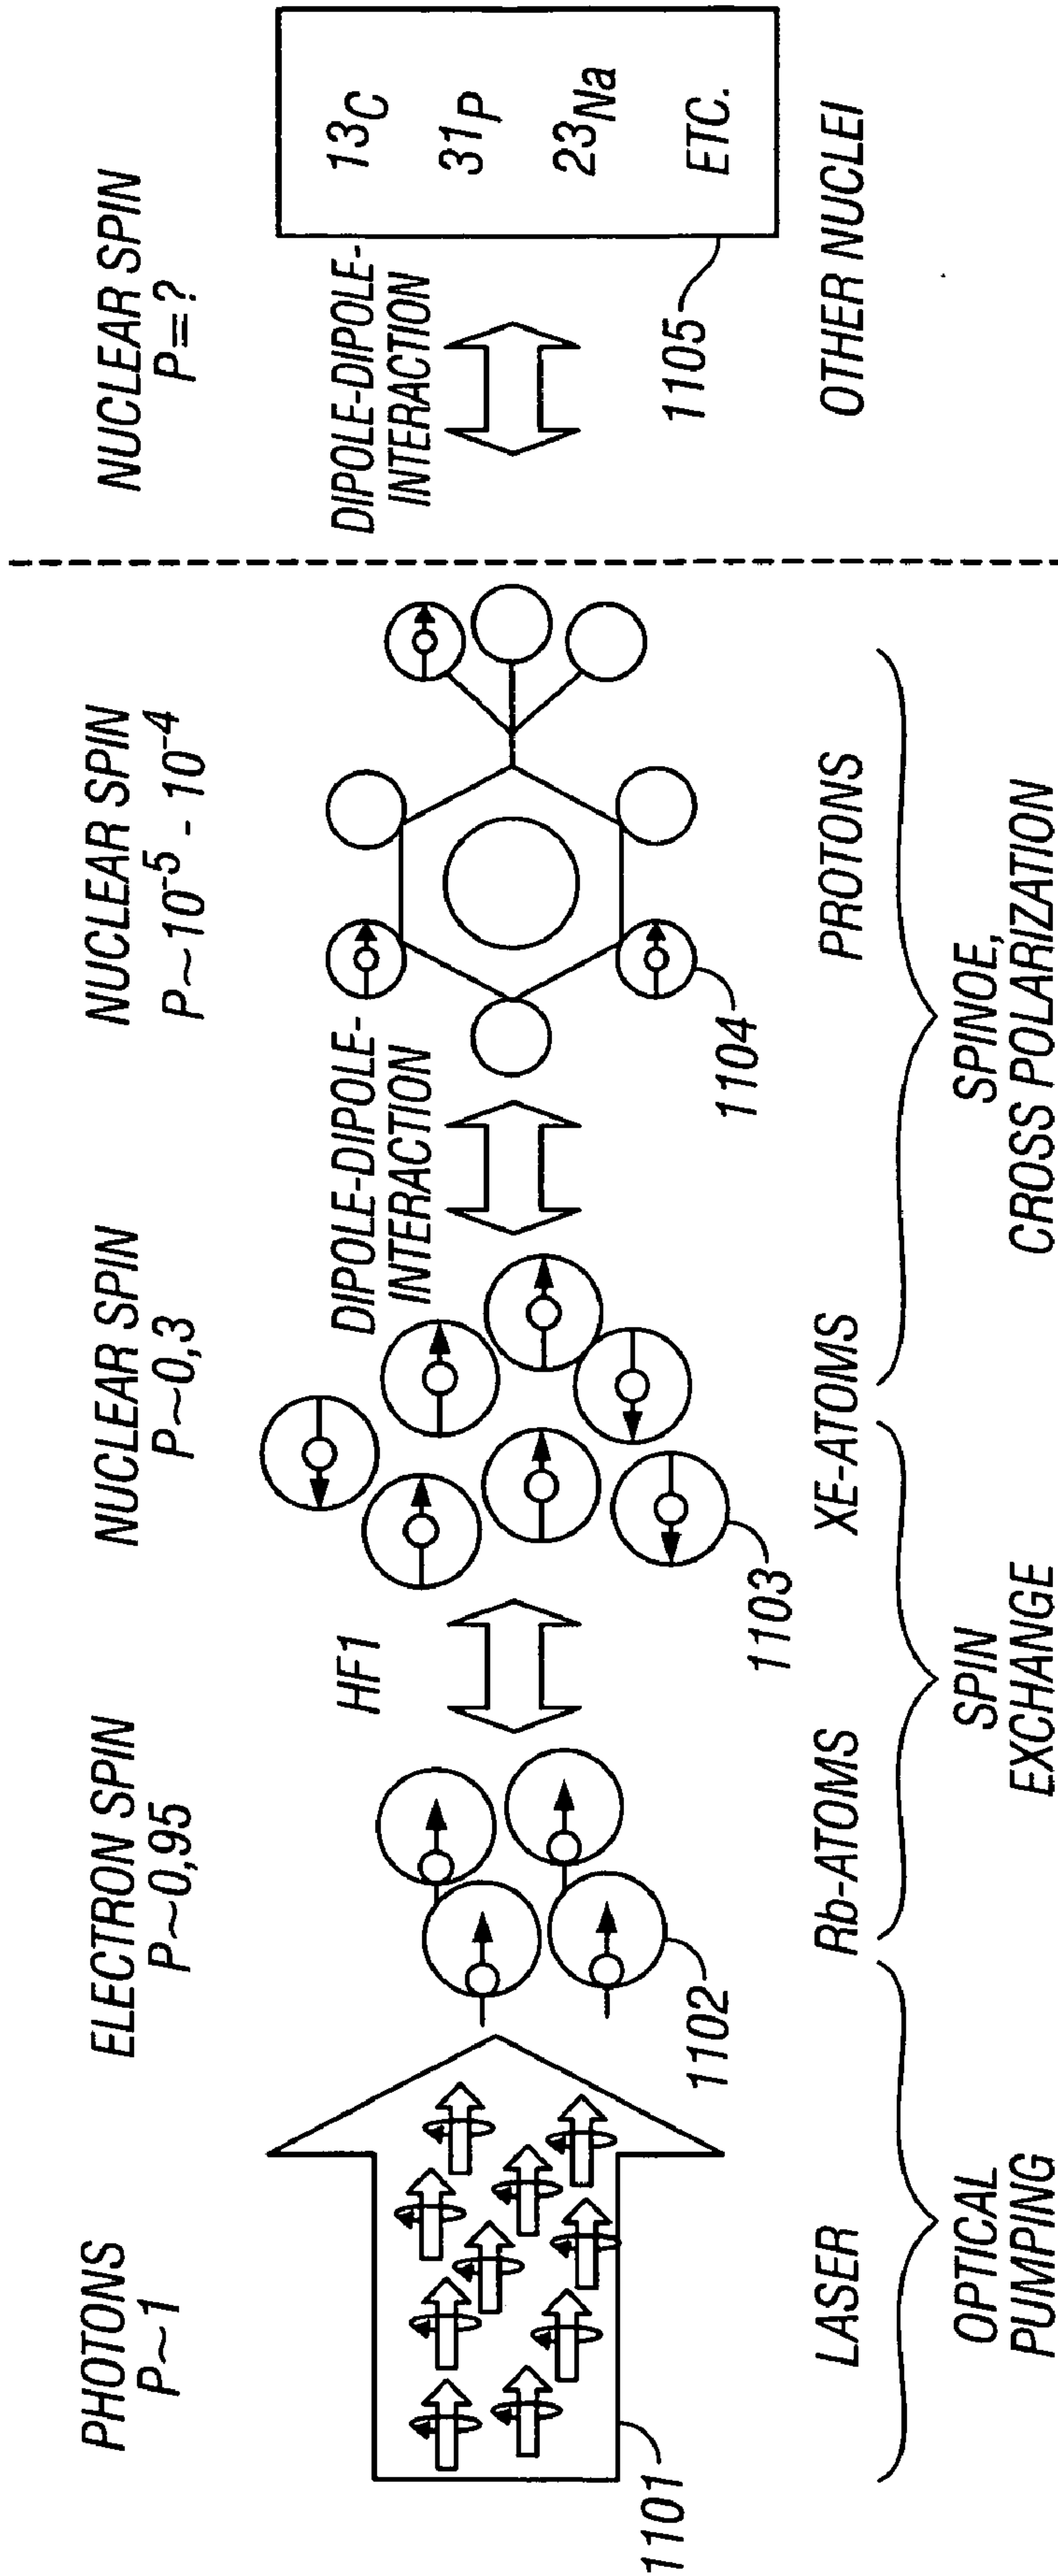 PHOTONS
P~1
ELECTRON SPIN
P~0,95
NUCLEAR SPIN
P~0,3
NUCLEAR SPIN
P~10⁻⁵ - 10⁻⁴
NUCLEAR SPIN
P=?
HF1
DIPOLE-DIPOLE-
INTERACTION
DIPOLE-DIPOLE-
INTERACTION
13C
31P
23Na
ETC.
1101
1102
1103
1104
1105
LASER
Rb-ATOMS
XE-ATOMS
PROTONS
OTHER NUCLEI
OPTICAL
PUMPING
SPIN
EXCHANGE
SPINOE,
CROSS POLARIZATION